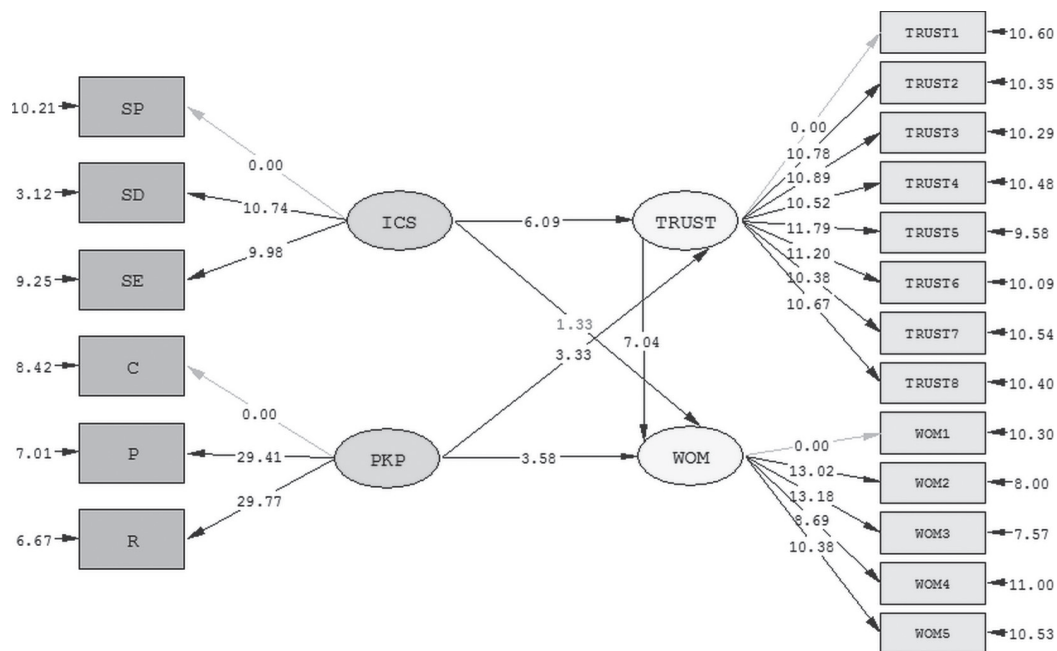 10.21 SP
3.12 SD
9.25 SE
8.42 C
7.01 P
6.67 R
0.00
10.74
9.98
0.00
29.41
29.77
ICS
PKP
6.09
1.33
3.33
7.04
3.58
TRUST
WOM
0.00
10.78
10.89
10.52
11.79
11.20
10.38
10.67
0.00
13.02
13.18
8.69
10.38
TRUST1 10.60
TRUST2 10.35
TRUST3 10.29
TRUST4 10.48
TRUST5 9.58
TRUST6 10.09
TRUST7 10.54
TRUST8 10.40
WOM1 10.30
WOM2 8.00
WOM3 7.57
WOM4 11.00
WOM5 10.53